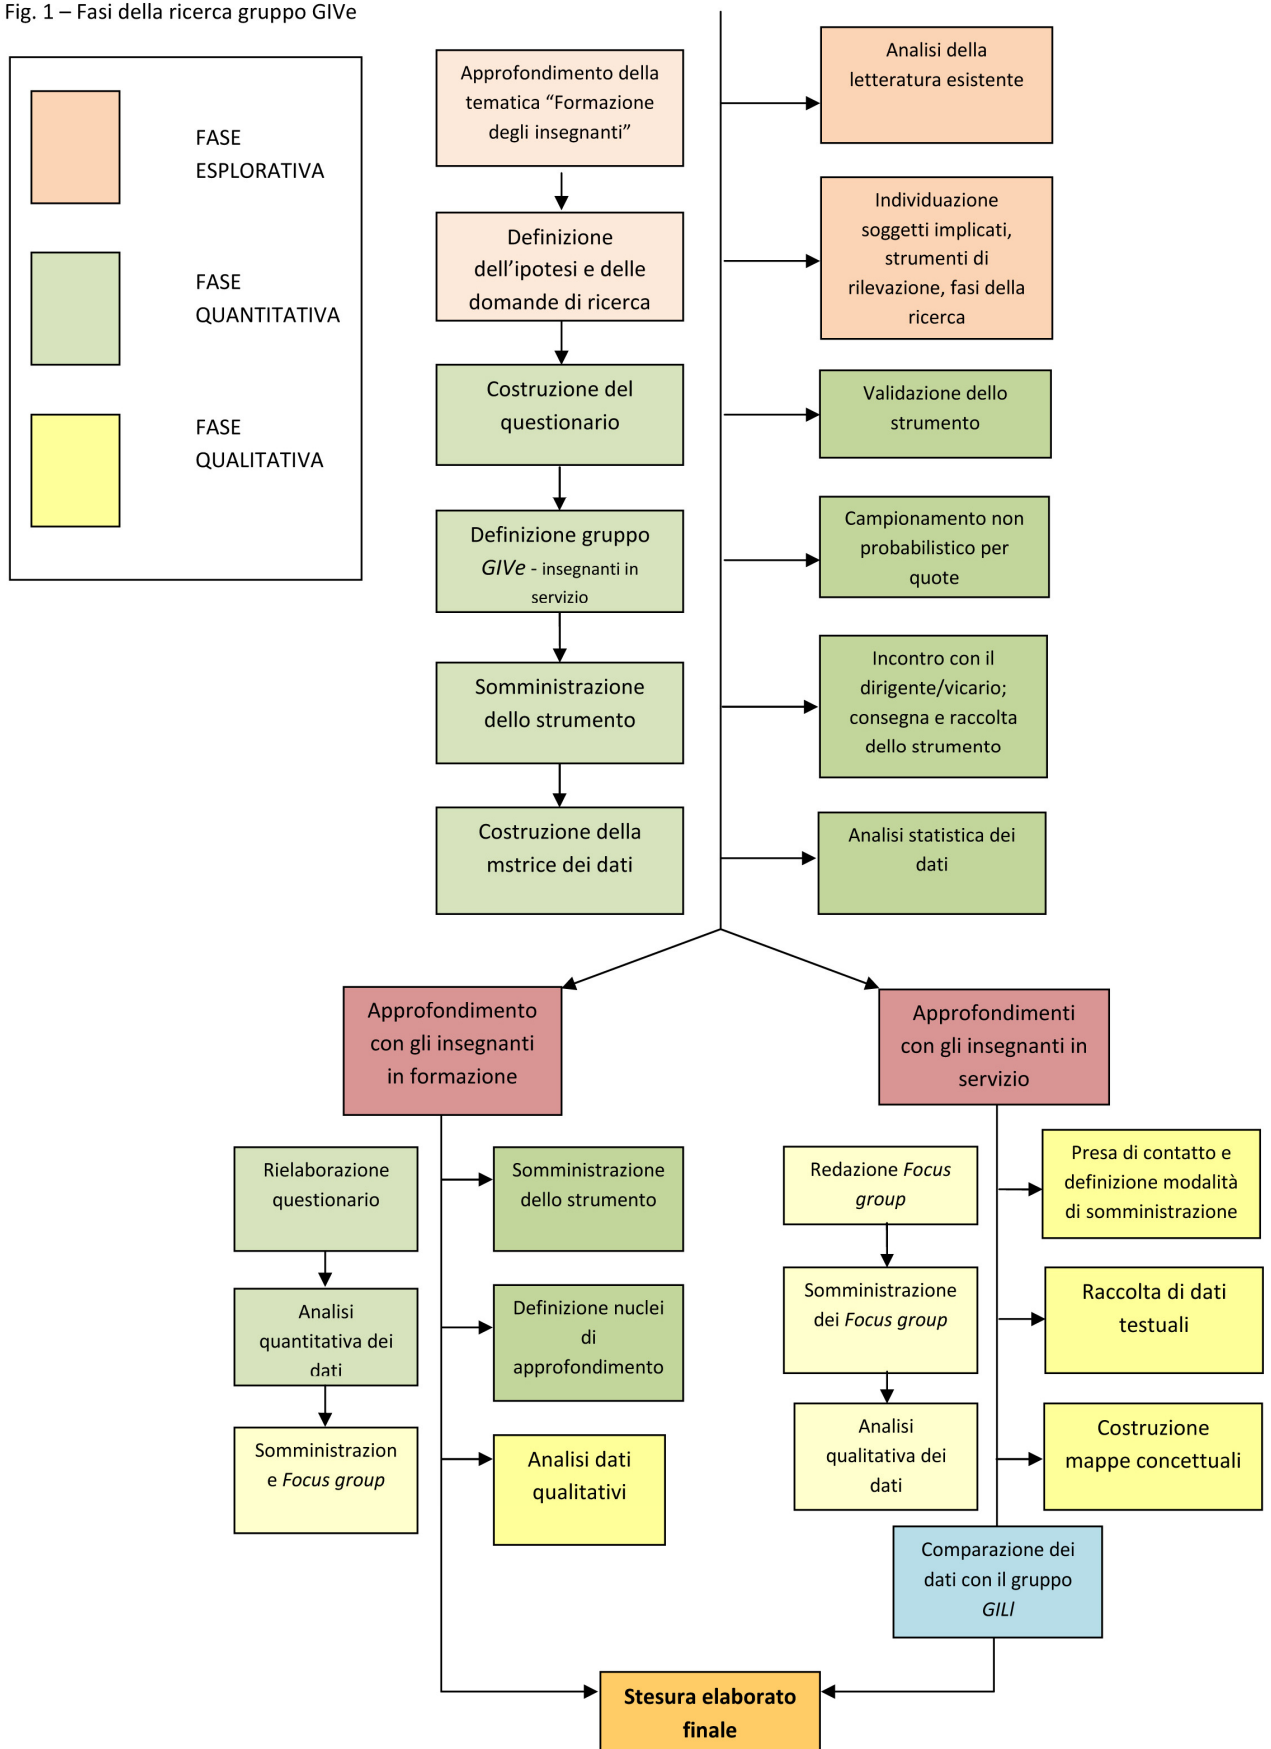 Fig. 1 – Fasi della ricerca gruppo GIVe
FASE
ESPLORATIVA
FASE
QUANTITATIVA
FASE
QUALITATIVA
Approfondimento della
tematica “Formazione
degli insegnanti”
Analisi della
letteratura esistente
Definizione
dell’ipotesi e delle
domande di ricerca
Individuazione
soggetti implicati,
strumenti di
rilevazione, fasi della
ricerca
Costruzione del
questionario
Validazione dello
strumento
Definizione gruppo
GIVe - insegnanti in
servizio
Campionamento non
probabilistico per
quote
Somministrazione
dello strumento
Incontro con il
dirigente/vicario;
consegna e raccolta
dello strumento
Costruzione della
mstrice dei dati
Analisi statistica dei
dati
Approfondimento
con gli insegnanti
in formazione
Approfondimenti
con gli insegnanti in
servizio
Rielaborazione
questionario
Somministrazione
dello strumento
Analisi
quantitativa dei
dati
Definizione nuclei
di
approfondimento
Somministrazion
e Focus group
Analisi dati
qualitativi
Redazione Focus
group
Presa di contatto e
definizione modalità
di somministrazione
Somministrazione
dei Focus group
Raccolta di dati
testuali
Analisi
qualitativa dei
dati
Costruzione
mappe concettuali
Comparazione dei
dati con il gruppo
GILl
Stesura elaborato
finale